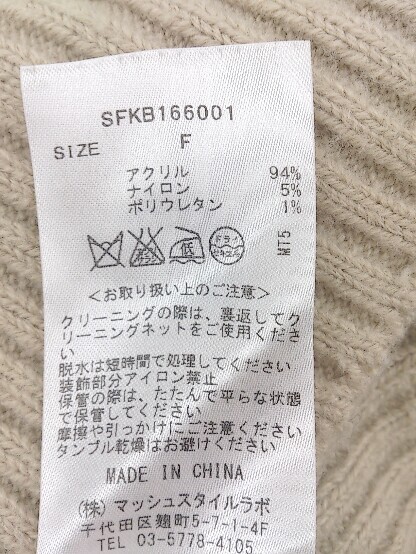 SFKB166001
SIZE F
アクリル 94%
ナイロン 5%
ポリウレタン 1%
低 ドライ
MT5
<お取り扱い上のご注意>
クリーニングの際は、裏返してク
リーニングネットをご使用くださ
い
脱水は短時間で処理してください
装飾部分アイロン禁止
保管の際は、たたんで平らな状態
で保管してください
摩擦や引っかけにご注意ください
タンブル乾燥はお避けください
MADE IN CHINA
(株) マッシュスタイルラボ
千代田区麹町5-7-1-4F
TEL 03-5778-4105